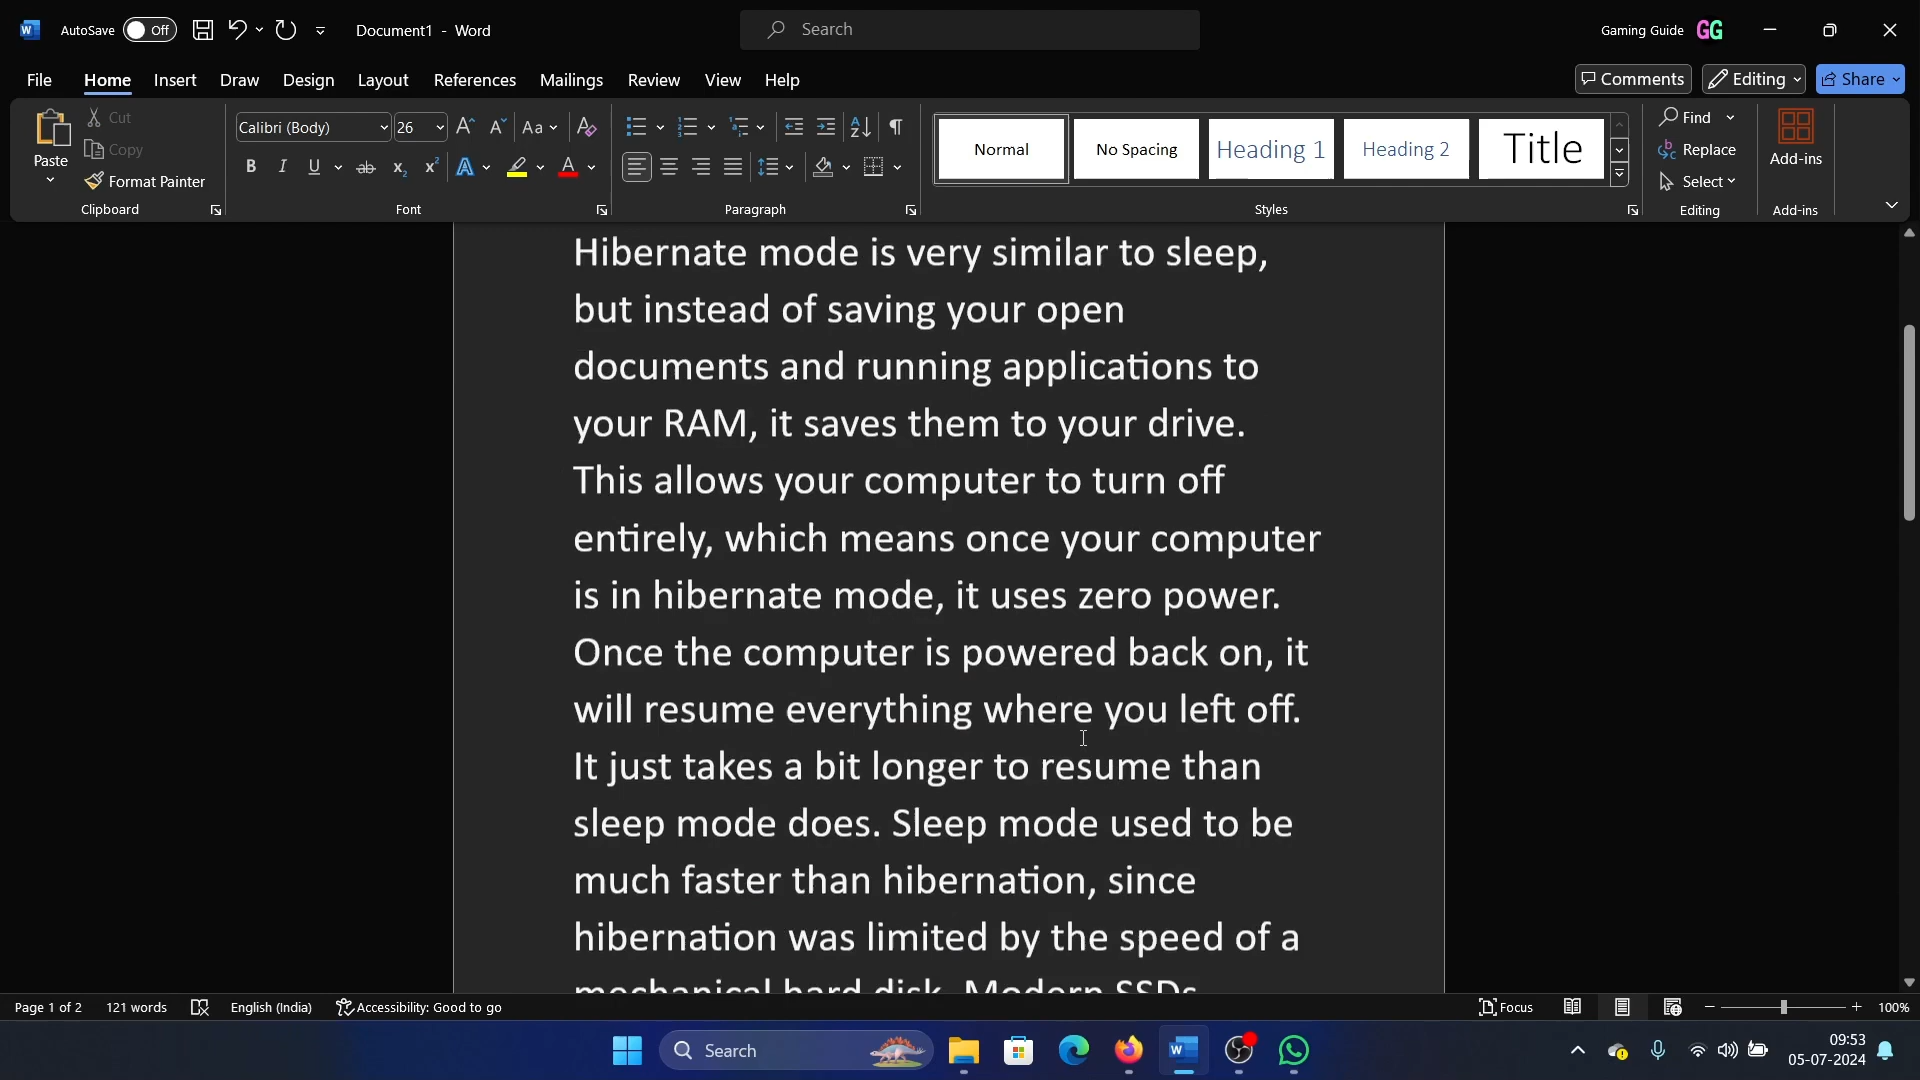 AutoSave Off Document1 - Word Search Gaming Guide GG
File Home Insert Draw Design Layout References Mailings Review View Help Comments Editing Share
Paste Cut Copy Format Painter Clipboard
Calibri (Body) 26 Font
Paragraph
Normal No Spacing Heading 1 Heading 2 Title Styles
Find Replace Select Editing
Add-ins Add-ins
Hibernate mode is very similar to sleep,
but instead of saving your open
documents and running applications to
your RAM, it saves them to your drive.
This allows your computer to turn off
entirely, which means once your computer
is in hibernate mode, it uses zero power.
Once the computer is powered back on, it
will resume everything where you left off.
It just takes a bit longer to resume than
sleep mode does. Sleep mode used to be
much faster than hibernation, since
hibernation was limited by the speed of a
mechanical hard disk. Modern SSDs
Page 1 of 2 121 words English (India) Accessibility: Good to go Focus 100%
Search 09:53
05-07-2024